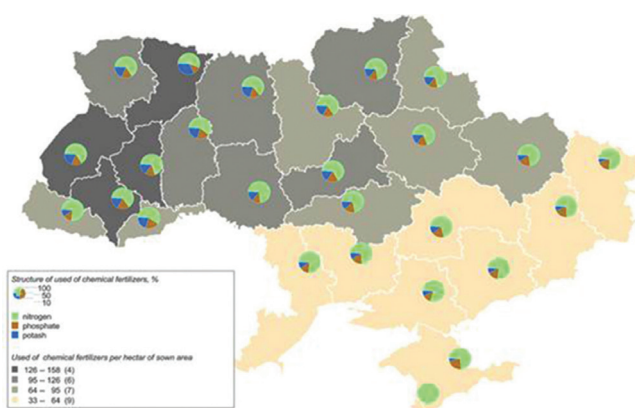 Structure of used of chemical fertilizers, %
100
50
10
nitrogen
phosphate
potash
Used of chemical fertilizers per hectar of sown area
126 – 158 (4)
95 – 126 (6)
64 – 95 (7)
33 – 64 (9)